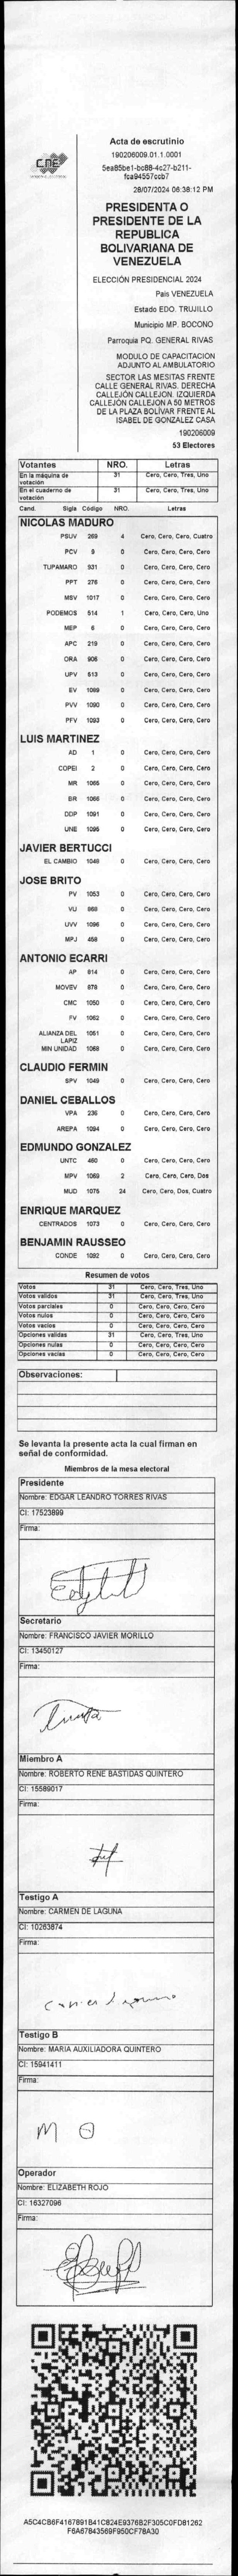 CNE
Acta de escrutinio
190206009.01.1.0001
5ea85be1-bc88-4c27-b211-
fca94557ccb7
28/07/2024 06:38:12 PM
PRESIDENTA O
PRESIDENTE DE LA
REPUBLICA
BOLIVARIANA DE
VENEZUELA
ELECCIÓN PRESIDENCIAL 2024
País VENEZUELA
Estado EDO. TRUJILLO
Municipio MP. BOCONO
Parroquia PQ. GENERAL RIVAS
MODULO DE CAPACITACION
ADJUNTO AL AMBULATORIO
SECTOR LAS MESITAS FRENTE
CALLE GENERAL RIVAS. DERECHA
CALLEJÓN CALLEJON. IZQUIERDA
CALLEJÓN CALLEJON A 50 METROS
DE LA PLAZA BOLÍVAR FRENTE AL
ISABEL DE GONZALEZ CASA
190206009
53 Electores
Votantes NRO. Letras
En la máquina de votación 31 Cero, Cero, Tres, Uno
En el cuaderno de votación 31 Cero, Cero, Tres, Uno
Cand. Sigla Código NRO. Letras
NICOLAS MADURO
PSUV 269 4 Cero, Cero, Cero, Cuatro
PCV 9 0 Cero, Cero, Cero, Cero
TUPAMARO 931 0 Cero, Cero, Cero, Cero
PPT 276 0 Cero, Cero, Cero, Cero
MSV 1017 0 Cero, Cero, Cero, Cero
PODEMOS 514 1 Cero, Cero, Cero, Uno
MEP 6 0 Cero, Cero, Cero, Cero
APC 219 0 Cero, Cero, Cero, Cero
ORA 906 0 Cero, Cero, Cero, Cero
UPV 513 0 Cero, Cero, Cero, Cero
EV 1089 0 Cero, Cero, Cero, Cero
PVV 1090 0 Cero, Cero, Cero, Cero
PFV 1093 0 Cero, Cero, Cero, Cero
LUIS MARTINEZ
AD 1 0 Cero, Cero, Cero, Cero
COPEI 2 0 Cero, Cero, Cero, Cero
MR 1065 0 Cero, Cero, Cero, Cero
BR 1066 0 Cero, Cero, Cero, Cero
DDP 1091 0 Cero, Cero, Cero, Cero
UNE 1095 0 Cero, Cero, Cero, Cero
JAVIER BERTUCCI
EL CAMBIO 1048 0 Cero, Cero, Cero, Cero
JOSE BRITO
PV 1053 0 Cero, Cero, Cero, Cero
VU 868 0 Cero, Cero, Cero, Cero
UVV 1096 0 Cero, Cero, Cero, Cero
MPJ 458 0 Cero, Cero, Cero, Cero
ANTONIO ECARRI
AP 814 0 Cero, Cero, Cero, Cero
MOVEV 878 0 Cero, Cero, Cero, Cero
CMC 1050 0 Cero, Cero, Cero, Cero
FV 1062 0 Cero, Cero, Cero, Cero
ALIANZA DEL LAPIZ 1051 0 Cero, Cero, Cero, Cero
MIN UNIDAD 1068 0 Cero, Cero, Cero, Cero
CLAUDIO FERMIN
SPV 1049 0 Cero, Cero, Cero, Cero
DANIEL CEBALLOS
VPA 236 0 Cero, Cero, Cero, Cero
AREPA 1094 0 Cero, Cero, Cero, Cero
EDMUNDO GONZALEZ
UNTC 460 0 Cero, Cero, Cero, Cero
MPV 1069 2 Cero, Cero, Cero, Dos
MUD 1075 24 Cero, Cero, Dos, Cuatro
ENRIQUE MARQUEZ
CENTRADOS 1073 0 Cero, Cero, Cero, Cero
BENJAMIN RAUSSEO
CONDE 1092 0 Cero, Cero, Cero, Cero
Resumen de votos
Votos 31 Cero, Cero, Tres, Uno
Votos validos 31 Cero, Cero, Tres, Uno
Votos parciales 0 Cero, Cero, Cero, Cero
Votos nulos 0 Cero, Cero, Cero, Cero
Votos vacios 0 Cero, Cero, Cero, Cero
Opciones validas 31 Cero, Cero, Tres, Uno
Opciones nulas 0 Cero, Cero, Cero, Cero
Opciones vacias 0 Cero, Cero, Cero, Cero
Observaciones:
Se levanta la presente acta la cual firman en
señal de conformidad.
Miembros de la mesa electoral
Presidente
Nombre: EDGAR LEANDRO TORRES RIVAS
CI: 17523899
Firma:
Secretario
Nombre: FRANCISCO JAVIER MORILLO
CI: 13450127
Firma:
Miembro A
Nombre: ROBERTO RENE BASTIDAS QUINTERO
CI: 15589017
Firma:
Testigo A
Nombre: CARMEN DE LAGUNA
CI: 10263874
Firma:
Testigo B
Nombre: MARIA AUXILIADORA QUINTERO
CI: 15941411
Firma:
Operador
Nombre: ELIZABETH ROJO
CI: 16327096
Firma:
A5C4CB6F4167891B41C824E9376B2F305C0FD81262
F6A67B43569F950CF78A30